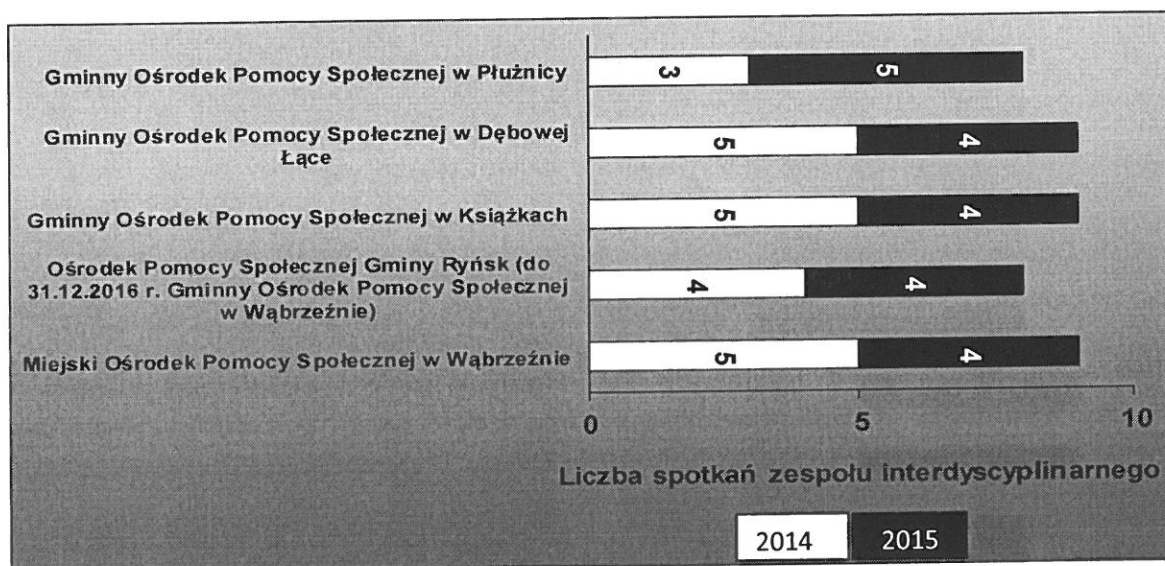 Gminny Ośrodek Pomocy Społecznej w Płużnicy
3 5
Gminny Ośrodek Pomocy Społecznej w Dębowej
Łące
5 4
Gminny Ośrodek Pomocy Społecznej w Książkach
5 4
Ośrodek Pomocy Społecznej Gminy Ryńsk (do
31.12.2016 r. Gminny Ośrodek Pomocy Społecznej
w Wąbrzeźnie)
4 4
Miejski Ośrodek Pomocy Społecznej w Wąbrzeźnie
5 4
0 5 10
Liczba spotkań zespołu interdyscyplinarnego
2014 2015